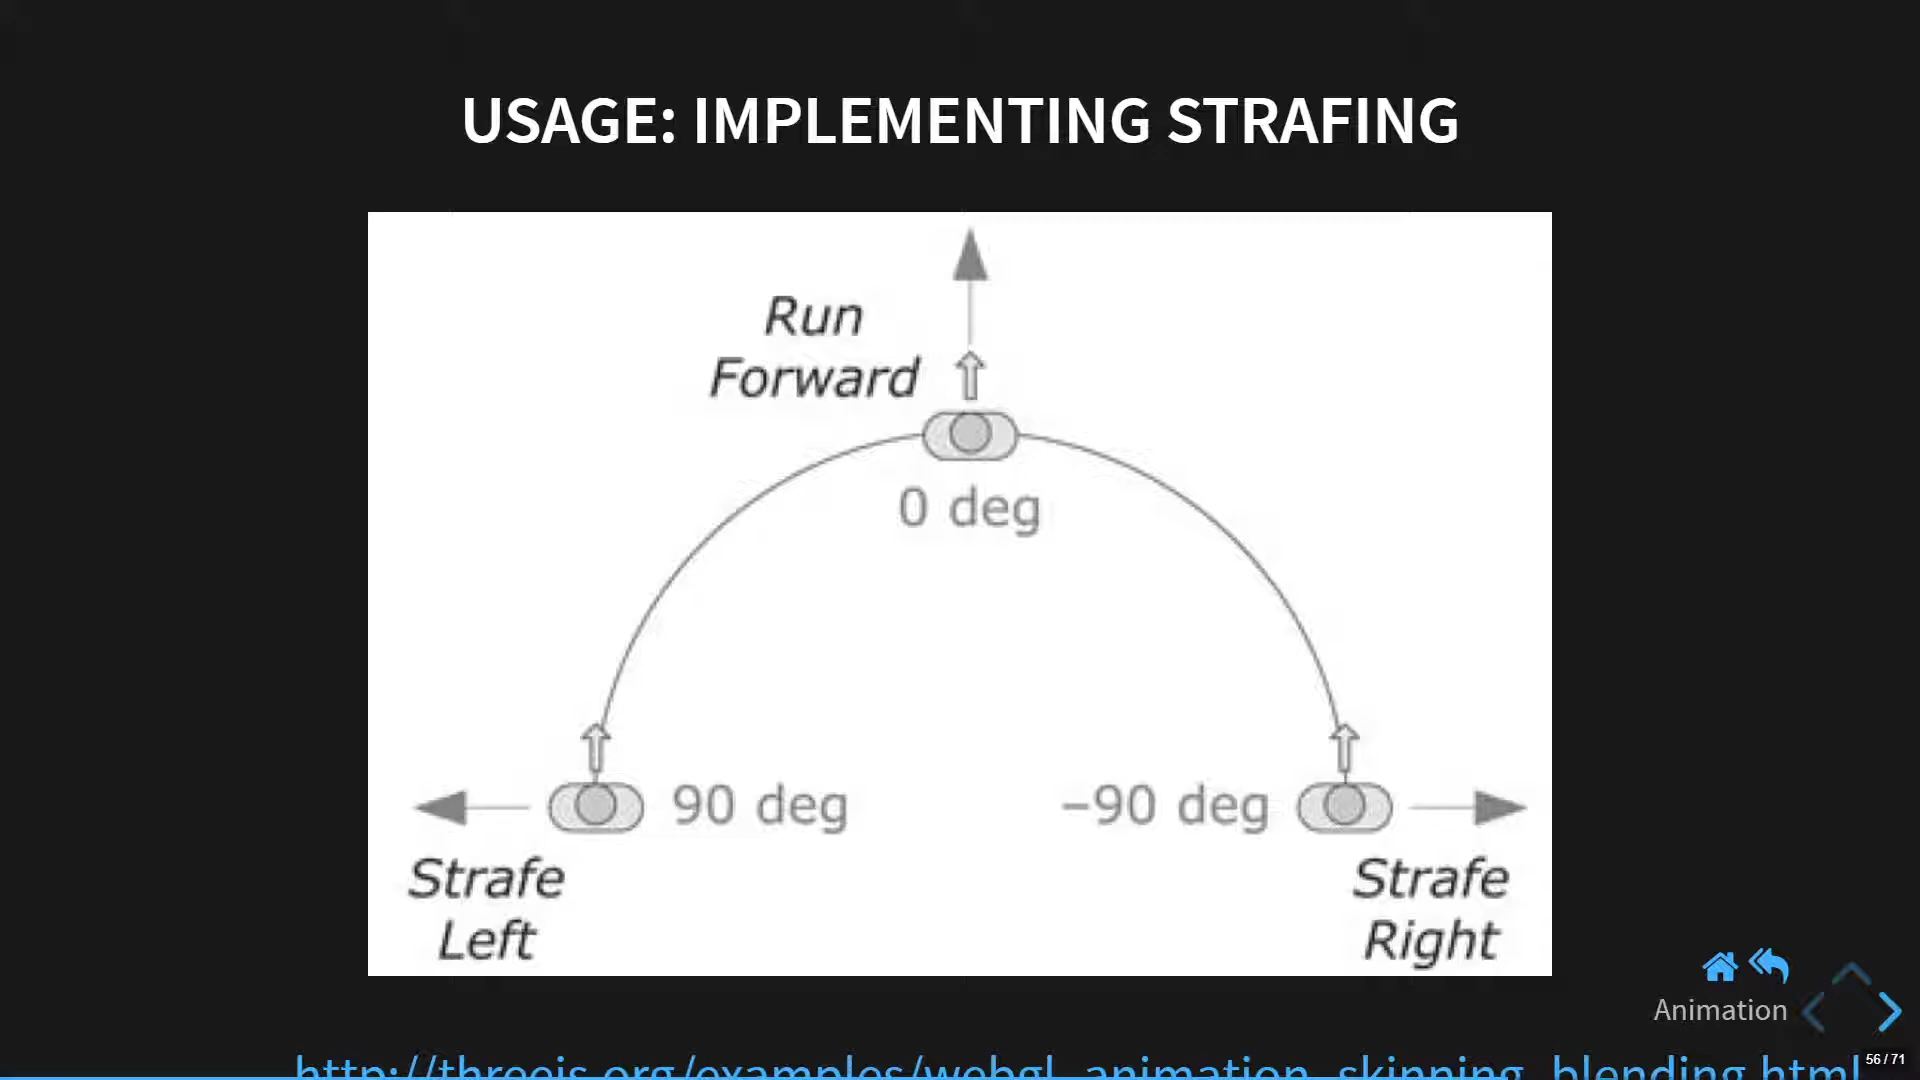 USAGE: IMPLEMENTING STRAFING
Run
Forward
0 deg
90 deg
–90 deg
Strafe
Left
Strafe
Right
Animation
http://threejs.org/examples/webgl_animation_skinning_blending.html
56 / 71